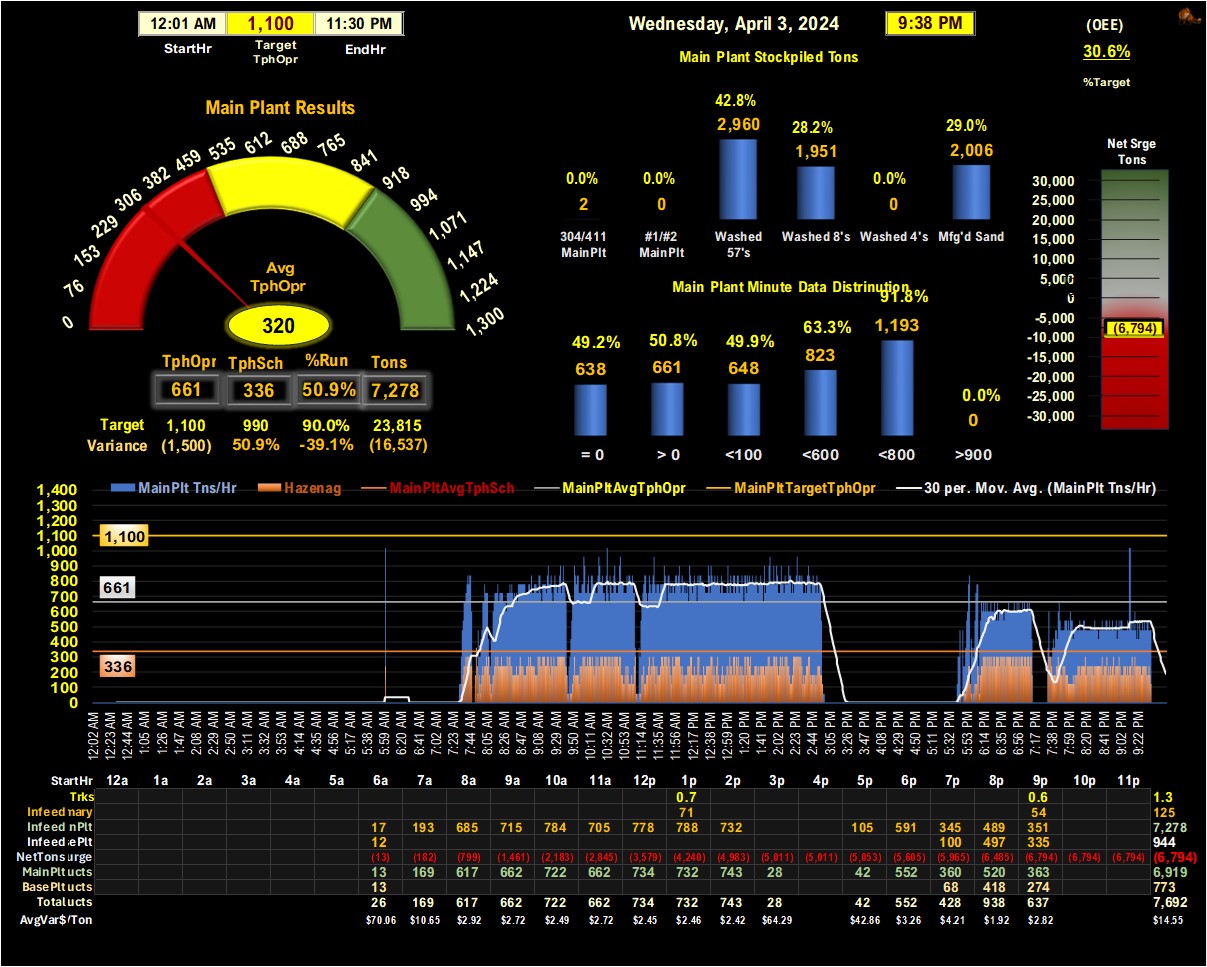 12:01 AM 1,100 11:30 PM
StartHr Target TphOpr EndHr
Wednesday, April 3, 2024 9:38 PM
(OEE)
30.6%
%Target
Main Plant Stockpiled Tons
42.8%
2,960
28.2%
1,951
29.0%
2,006
0.0%
2
0.0%
0
0.0%
0
304/411 MainPlt
#1/#2 MainPlt
Washed 57's
Washed 8's
Washed 4's
Mfg'd Sand
Net Srge
Tons
30,000
25,000
20,000
15,000
10,000
5,000
0
-5,000
(6,794)
-10,000
-15,000
-20,000
-25,000
-30,000
Main Plant Results
0 76 153 229 306 382 459 535 612 688 765 841 918 994 1,071 1,147 1,224 1,300
Avg
TphOpr
320
TphOpr TphSch %Run Tons
661 336 50.9% 7,278
Target 1,100 990 90.0% 23,815
Variance (1,500) 50.9% -39.1% (16,537)
Main Plant Minute Data Distribution
49.2% 50.8% 49.9% 63.3% 91.8% 0.0%
638 661 648 823 1,193 0
= 0 > 0 <100 <600 <800 >900
MainPlt Tns/Hr Hazenag MainPltAvgTphSch MainPltAvgTphOpr MainPltTargetTphOpr 30 per. Mov. Avg. (MainPlt Tns/Hr)
1,400
1,300
1,200
1,100
1,000
900
800
700
600
500
400
300
200
100
0
1,100
661
336
12:02 AM 12:23 AM 12:44 AM 1:05 AM 1:26 AM 1:47 AM 2:08 AM 2:29 AM 2:50 AM 3:11 AM 3:32 AM 3:53 AM 4:14 AM 4:35 AM 4:56 AM 5:17 AM 5:38 AM 5:59 AM 6:20 AM 6:41 AM 7:02 AM 7:23 AM 7:44 AM 8:05 AM 8:26 AM 8:47 AM 9:08 AM 9:29 AM 9:50 AM 10:11 AM 10:32 AM 10:53 AM 11:14 AM 11:35 AM 11:56 AM 12:17 PM 12:38 PM 12:59 PM 1:20 PM 1:41 PM 2:02 PM 2:23 PM 2:44 PM 3:05 PM 3:26 PM 3:47 PM 4:08 PM 4:29 PM 4:50 PM 5:11 PM 5:32 PM 5:53 PM 6:14 PM 6:35 PM 6:56 PM 7:17 PM 7:38 PM 7:59 PM 8:20 PM 8:41 PM 9:02 PM 9:22 PM
StartHr 12a 1a 2a 3a 4a 5a 6a 7a 8a 9a 10a 11a 12p 1p 2p 3p 4p 5p 6p 7p 8p 9p 10p 11p
Trks 0.7 0.6 1.3
Infeed mary 71 54 125
Infeed nPlt 17 193 685 715 784 705 778 788 732 105 591 345 489 351 7,278
Infeed ePlt 12 100 497 335 944
NetTons urge (13) (182) (799) (1,461) (2,183) (2,845) (3,579) (4,240) (4,983) (5,011) (5,011) (5,053) (5,605) (5,965) (6,485) (6,794) (6,794) (6,794) (6,794)
MainPlt ucts 13 169 617 662 722 662 734 732 743 28 42 552 360 520 363 6,919
BasePlt ucts 13 68 418 274 773
Total ucts 26 169 617 662 722 662 734 732 743 28 42 552 428 938 637 7,692
AvgVar$/Ton $70.06 $10.65 $2.92 $2.72 $2.49 $2.72 $2.45 $2.46 $2.42 $64.29 $42.86 $3.26 $4.21 $1.92 $2.82 $14.55